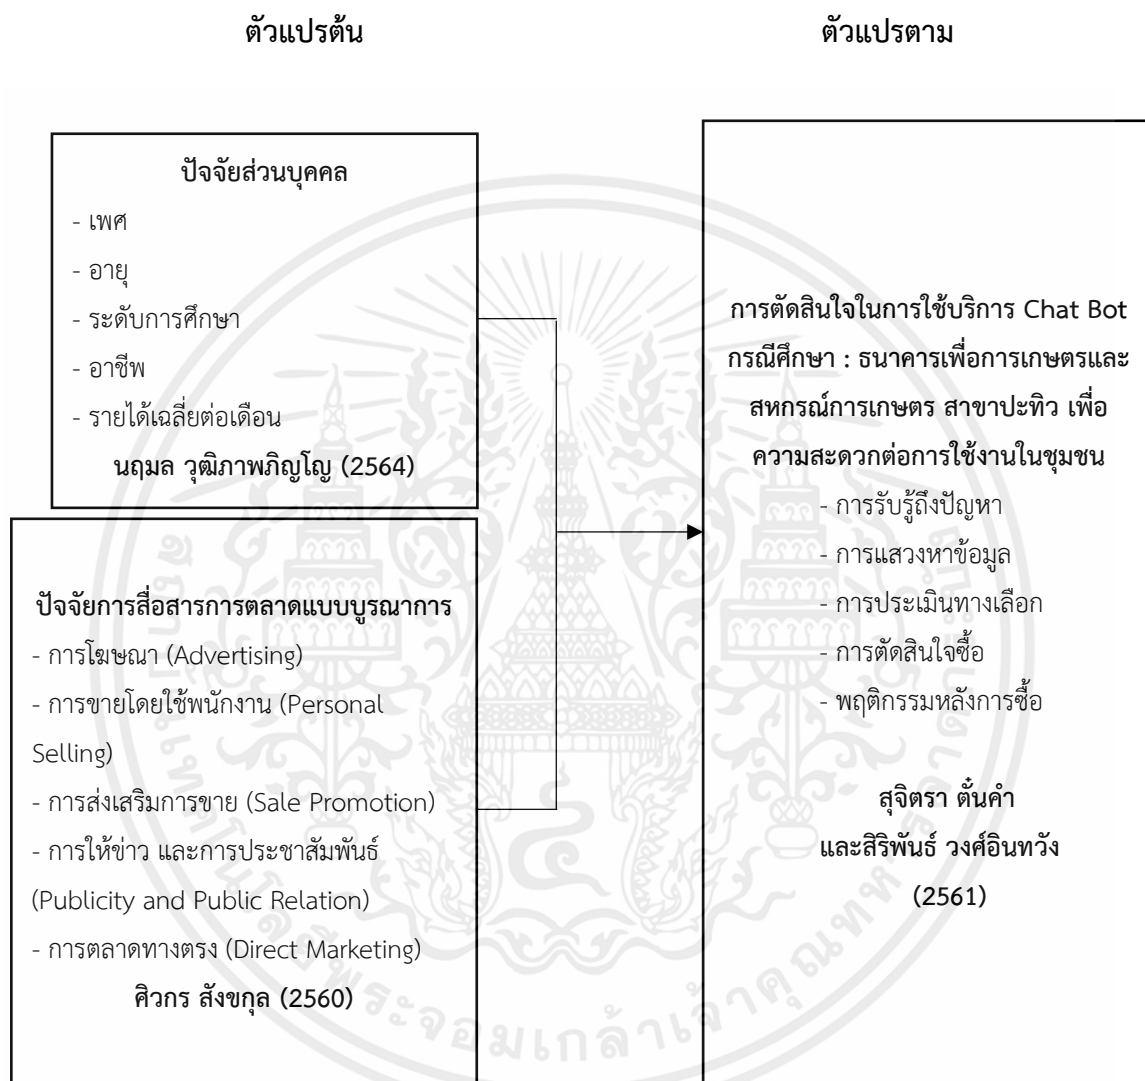 ตัวแปรต้น
ตัวแปรตาม
ปัจจัยส่วนบุคคล
- เพศ
- อายุ
- ระดับการศึกษา
- อาชีพ
- รายได้เฉลี่ยต่อเดือน
นฤมล วุฒิภาพภิญโญ (2564)
ปัจจัยการสื่อสารการตลาดแบบบูรณาการ
- การโฆษณา (Advertising)
- การขายโดยใช้พนักงาน (Personal
Selling)
- การส่งเสริมการขาย (Sale Promotion)
- การให้ข่าว และการประชาสัมพันธ์
(Publicity and Public Relation)
- การตลาดทางตรง (Direct Marketing)
ศิวกร สังขกุล (2560)
การตัดสินใจในการใช้บริการ Chat Bot
กรณีศึกษา : ธนาคารเพื่อการเกษตรและ
สหกรณ์การเกษตร สาขาปะทิว เพื่อ
ความสะดวกต่อการใช้งานในชุมชน
- การรับรู้ถึงปัญหา
- การแสวงหาข้อมูล
- การประเมินทางเลือก
- การตัดสินใจซื้อ
- พฤติกรรมหลังการซื้อ
สุจิตรา ตั๋นคำ
และสิริพันธ์ วงศ์อินทวัง
(2561)